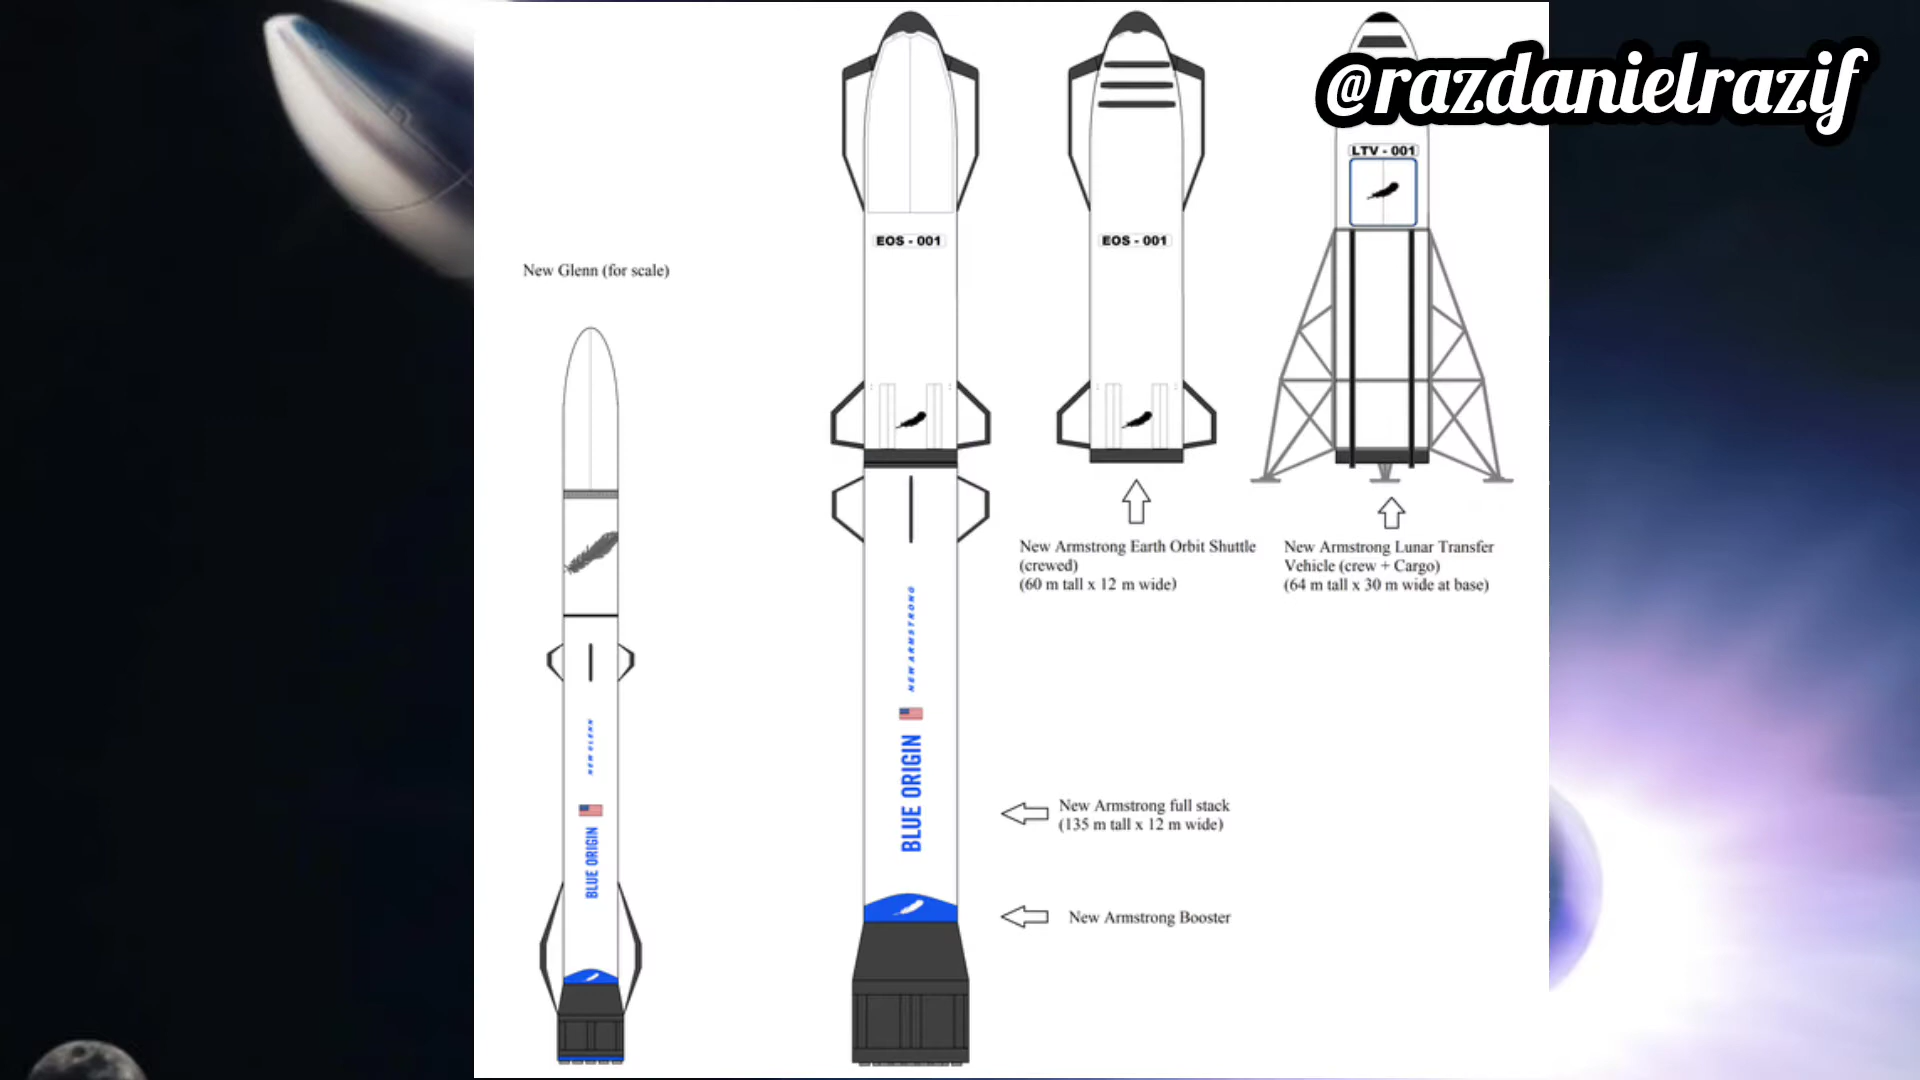 @razdanielrazif
LTV - 001
EOS - 001
EOS - 001
New Glenn (for scale)
New Armstrong Earth Orbit Shuttle
(crewed)
(60 m tall x 12 m wide)
New Armstrong Lunar Transfer
Vehicle (crew + Cargo)
(64 m tall x 30 m wide at base)
NEW ARMSTRONG
BLUE ORIGIN
NEW GLENN
BLUE ORIGIN
New Armstrong full stack
(135 m tall x 12 m wide)
New Armstrong Booster